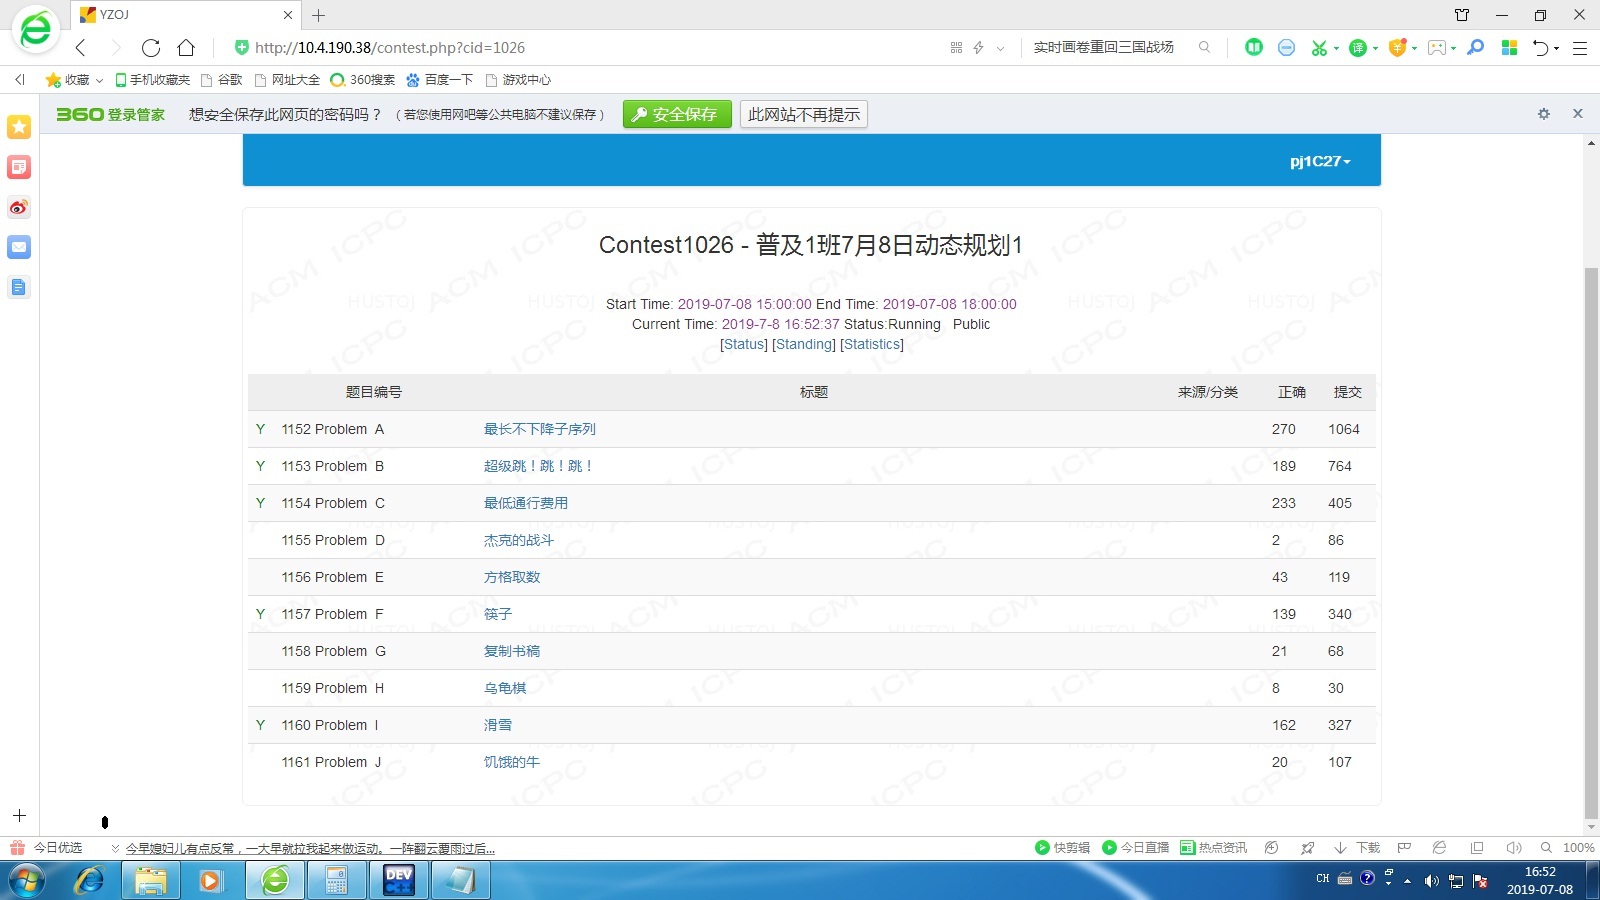 YZOJ
http://10.4.190.38/contest.php?cid=1026
实时画卷重回三国战场
收藏 手机收藏夹 谷歌 网址大全 360搜索 百度一下 游戏中心
360登录管家 想安全保存此网页的密码吗？（若您使用网吧等公共电脑不建议保存） 安全保存 此网站不再提示
pj1C27
Contest1026 - 普及1班7月8日动态规划1
Start Time: 2019-07-08 15:00:00 End Time: 2019-07-08 18:00:00
Current Time: 2019-7-8 16:52:37 Status:Running Public
[Status] [Standing] [Statistics]
题目编号 标题 来源/分类 正确 提交
Y 1152 Problem A 最长不下降子序列 270 1064
Y 1153 Problem B 超级跳！跳！跳！ 189 764
Y 1154 Problem C 最低通行费用 233 405
1155 Problem D 杰克的战斗 2 86
1156 Problem E 方格取数 43 119
Y 1157 Problem F 筷子 139 340
1158 Problem G 复制书稿 21 68
1159 Problem H 乌龟棋 8 30
Y 1160 Problem I 滑雪 162 327
1161 Problem J 饥饿的牛 20 107
今日优选 今早媳妇儿有点反常，一大早就拉我起来做运动。一阵翻云覆雨过后... 快剪辑 今日直播 热点资讯 下载 100%
DEV C++ CH 16:52
2019-07-08